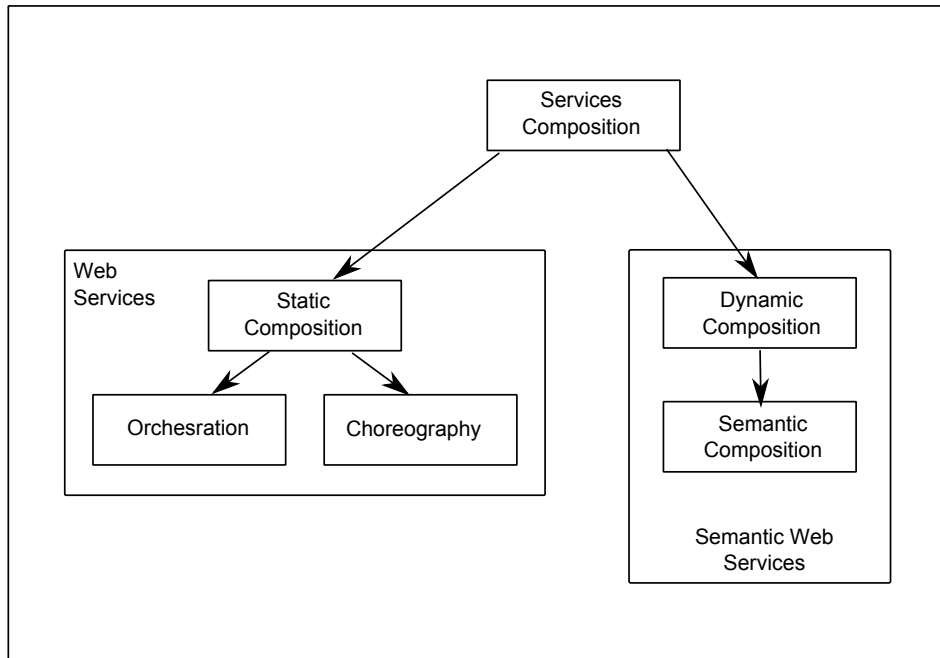 Services
Composition
Web
Services
Static
Composition
Orchesration
Choreography
Dynamic
Composition
Semantic
Composition
Semantic Web
Services